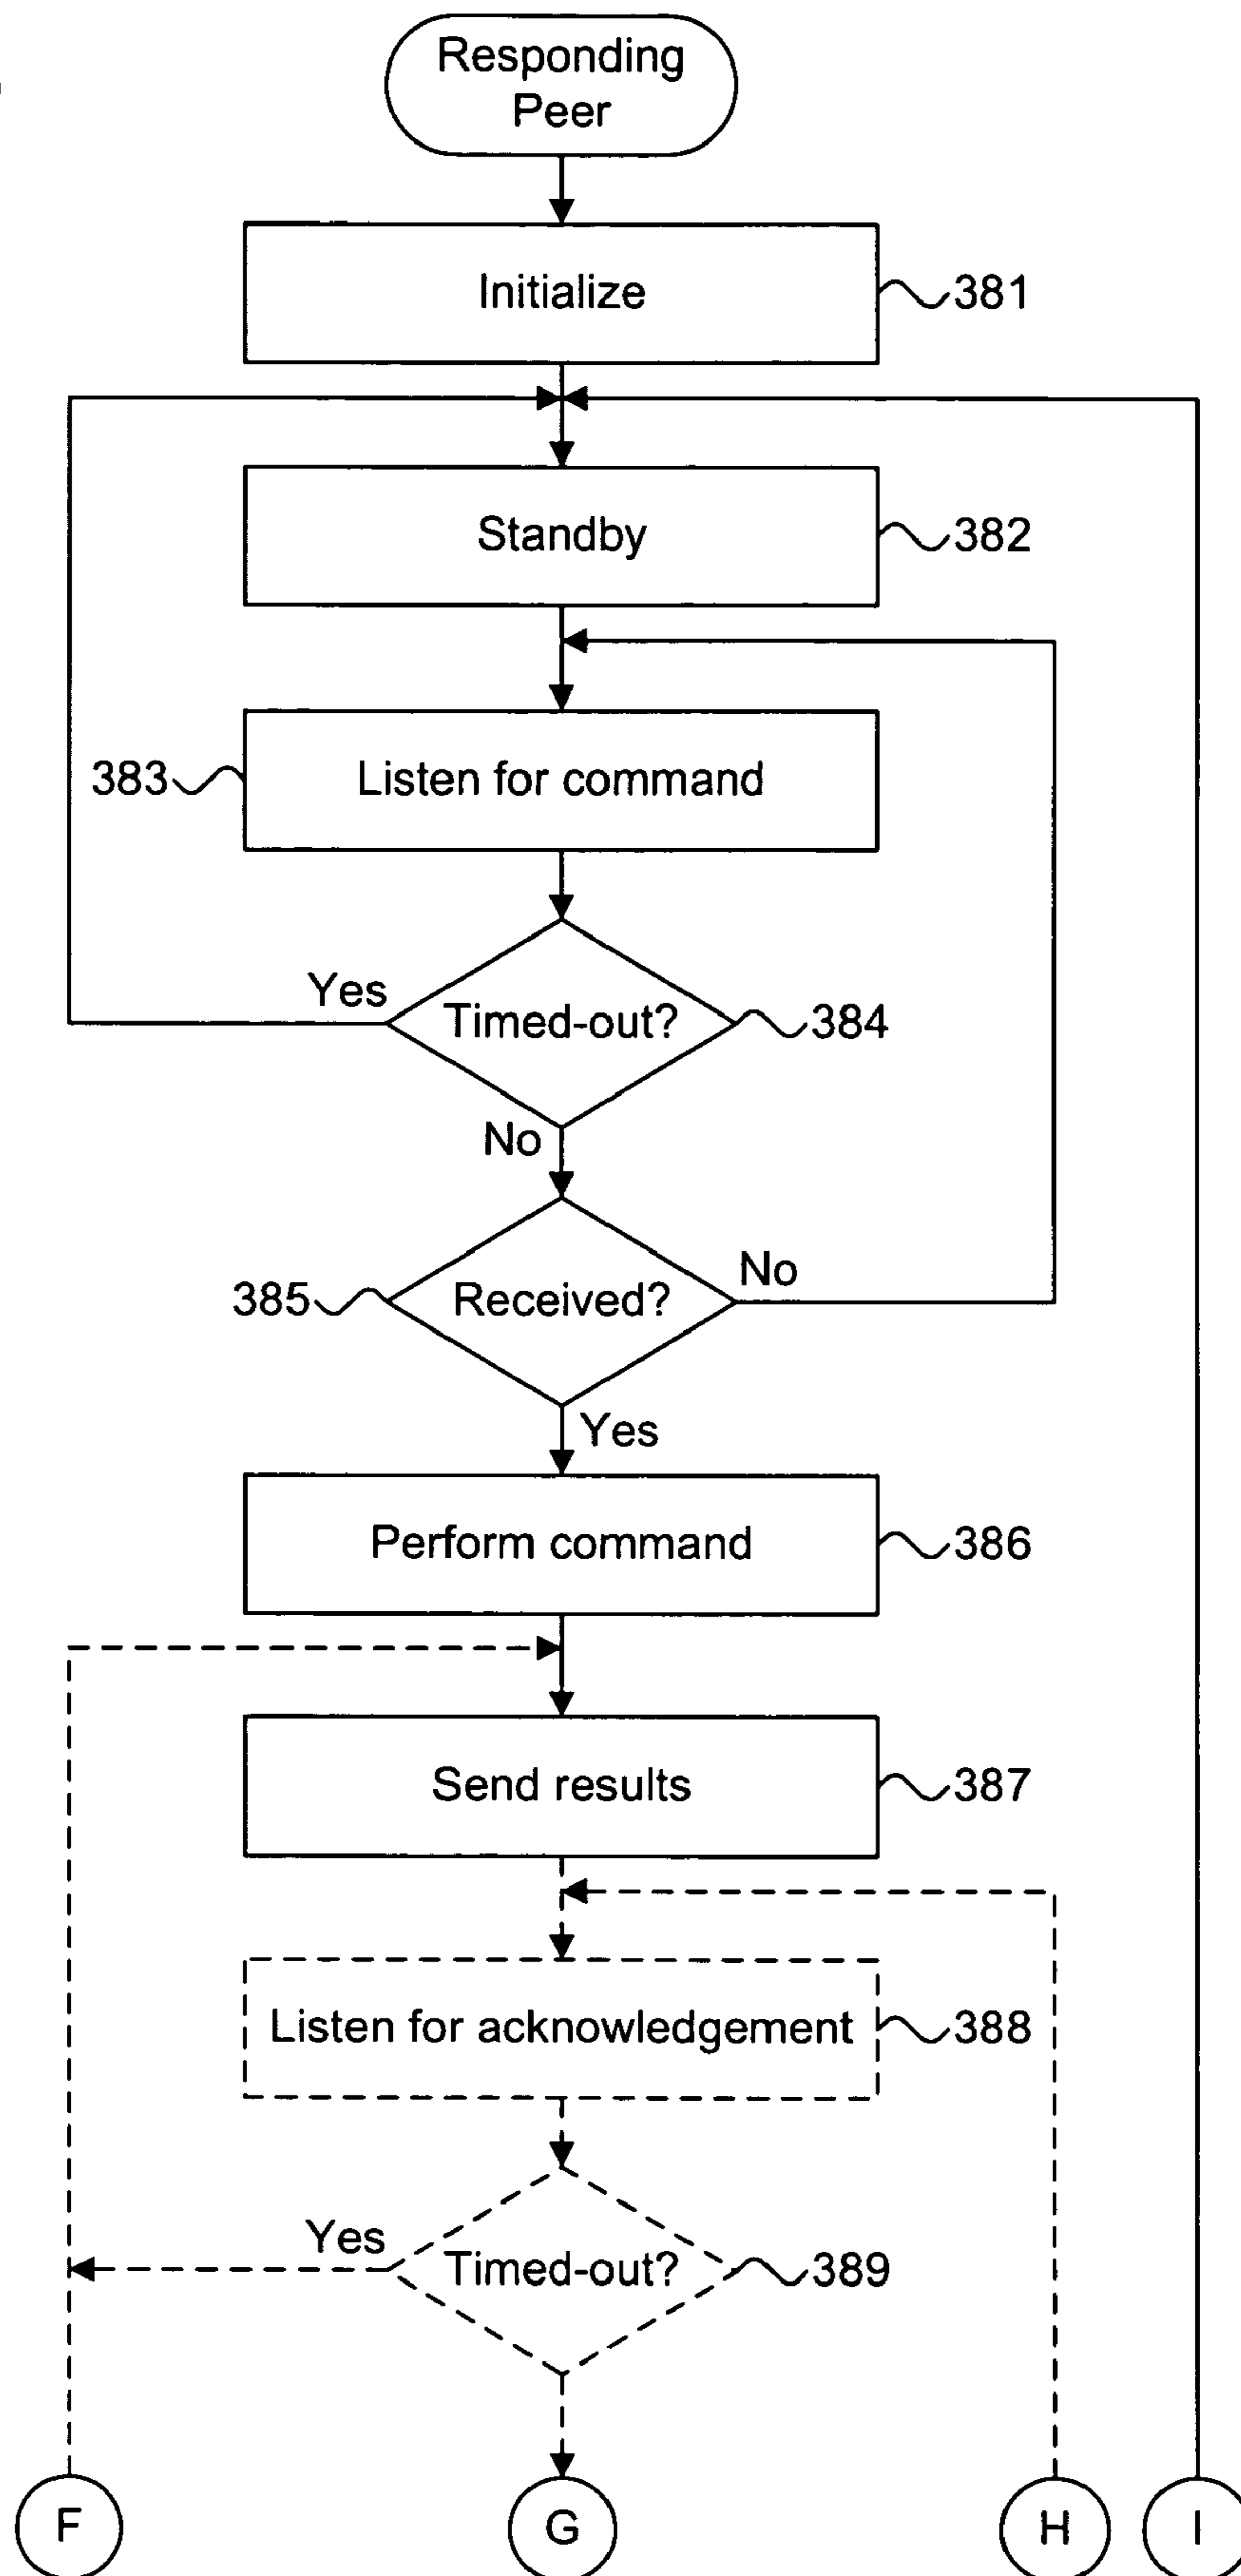 Responding
Peer
Initialize
381
Standby
382
383
Listen for command
Yes
Timed-out?
384
No
385
Received?
No
Yes
Perform command
386
Send results
387
Listen for acknowledgement
388
Yes
Timed-out?
389
F
G
H
I